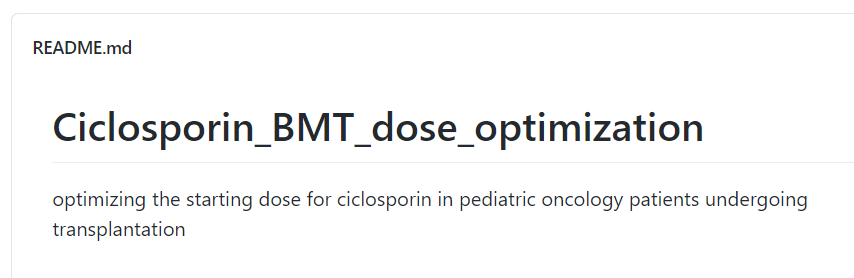 README.md
Ciclosporin_BMT_dose_optimization
optimizing the starting dose for ciclosporin in pediatric oncology patients undergoing
transplantation